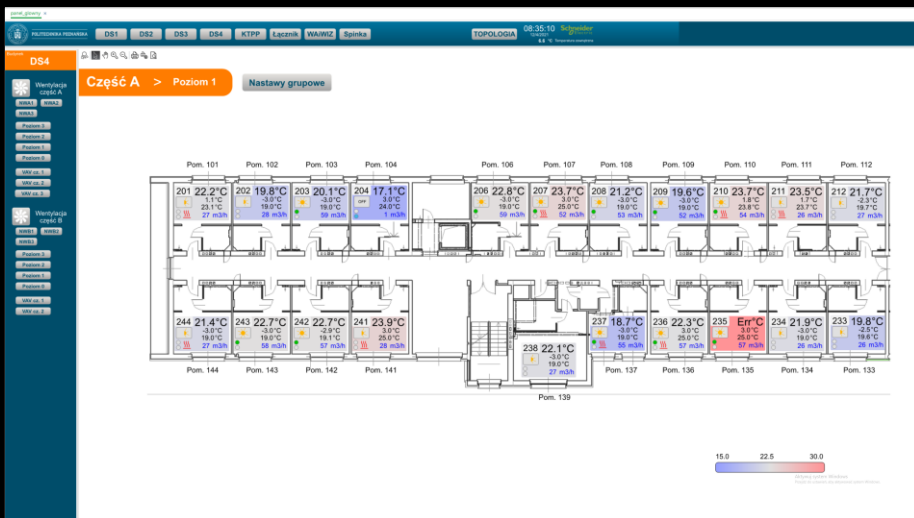 panel_glowny ×
POLITECHNIKA POZNAŃSKA DS1 DS2 DS3 DS4 KTPP Łącznik WAiWIZ Spinka TOPOLOGIA 08:35:10 Schneider
Electric
DS4
Część A > Poziom 1 Nastawy grupowe
Wentylacja
część A
NWA1 NWA2
NWA3
Poziom 3
Poziom 2
Poziom 1
Poziom 0
VAV cz. 1
VAV cz. 2
VAV cz. 3
Wentylacja
część B
NWB1 NWB2
NWB3
Poziom 3
Poziom 2
Poziom 1
Poziom 0
VAV cz. 1
VAV cz. 2
Pom. 101 Pom. 102 Pom. 103 Pom. 104 Pom. 106 Pom. 107 Pom. 108 Pom. 109 Pom. 110 Pom. 111 Pom. 112
201 22.2°C
1.1°C
23.1°C
27 m3/h
202 19.8°C
-3.0°C
19.0°C
28 m3/h
203 20.1°C
-3.0°C
19.0°C
59 m3/h
204 17.1°C
OFF 3.0°C
24.0°C
1 m3/h
206 22.8°C
-3.0°C
19.0°C
59 m3/h
207 23.7°C
3.0°C
25.0°C
52 m3/h
208 21.2°C
-3.0°C
19.0°C
53 m3/h
209 19.6°C
-3.0°C
19.0°C
52 m3/h
210 23.7°C
1.8°C
23.8°C
54 m3/h
211 23.5°C
1.7°C
23.7°C
26 m3/h
212 21.7°C
-2.3°C
19.7°C
27 m3/h
244 21.4°C
-3.0°C
19.0°C
27 m3/h
243 22.7°C
-3.0°C
19.0°C
58 m3/h
242 22.7°C
-2.9°C
19.1°C
57 m3/h
241 23.9°C
3.0°C
25.0°C
28 m3/h
238 22.1°C
-3.0°C
19.0°C
27 m3/h
237 18.7°C
-3.0°C
19.0°C
55 m3/h
236 22.3°C
3.0°C
25.0°C
57 m3/h
235 Err°C
3.0°C
25.0°C
57 m3/h
234 21.9°C
-3.0°C
19.0°C
26 m3/h
233 19.8°C
-2.5°C
19.6°C
26 m3/h
Pom. 144 Pom. 143 Pom. 142 Pom. 141 Pom. 137 Pom. 136 Pom. 135 Pom. 134 Pom. 133
Pom. 139
15.0 22.5 30.0